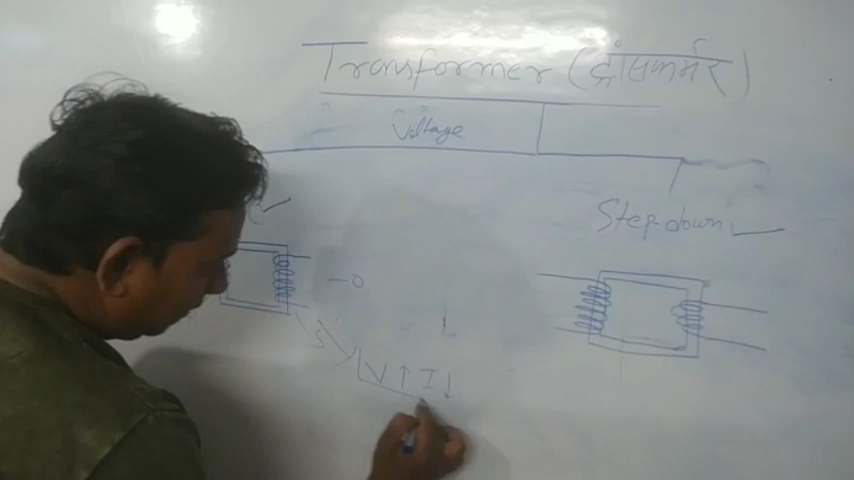 Transformer (ट्रांसफार्मर)
Voltage
Step-down
V ↑ I ↓